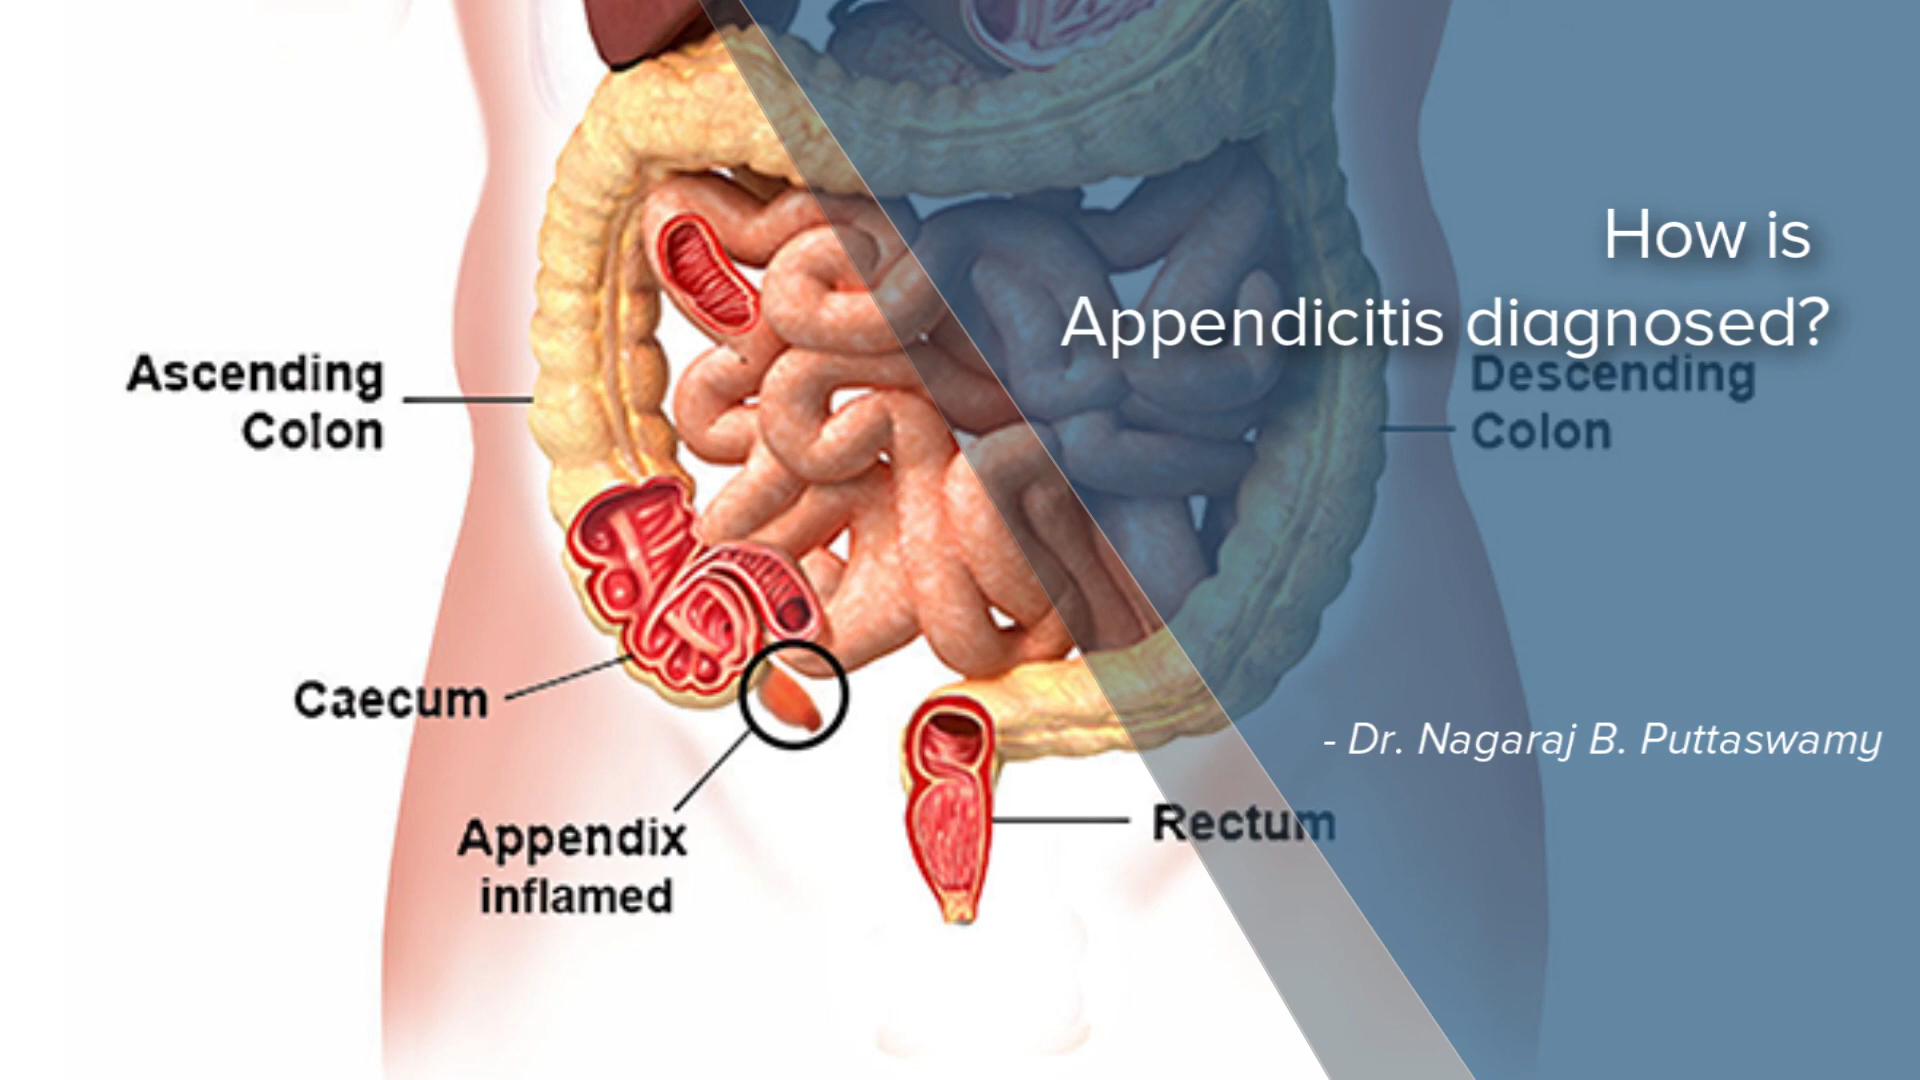 How is
Appendicitis diagnosed?
Ascending
Colon
Descending
Colon
Caecum
- Dr. Nagaraj B. Puttaswamy
Appendix
inflamed
Rectum